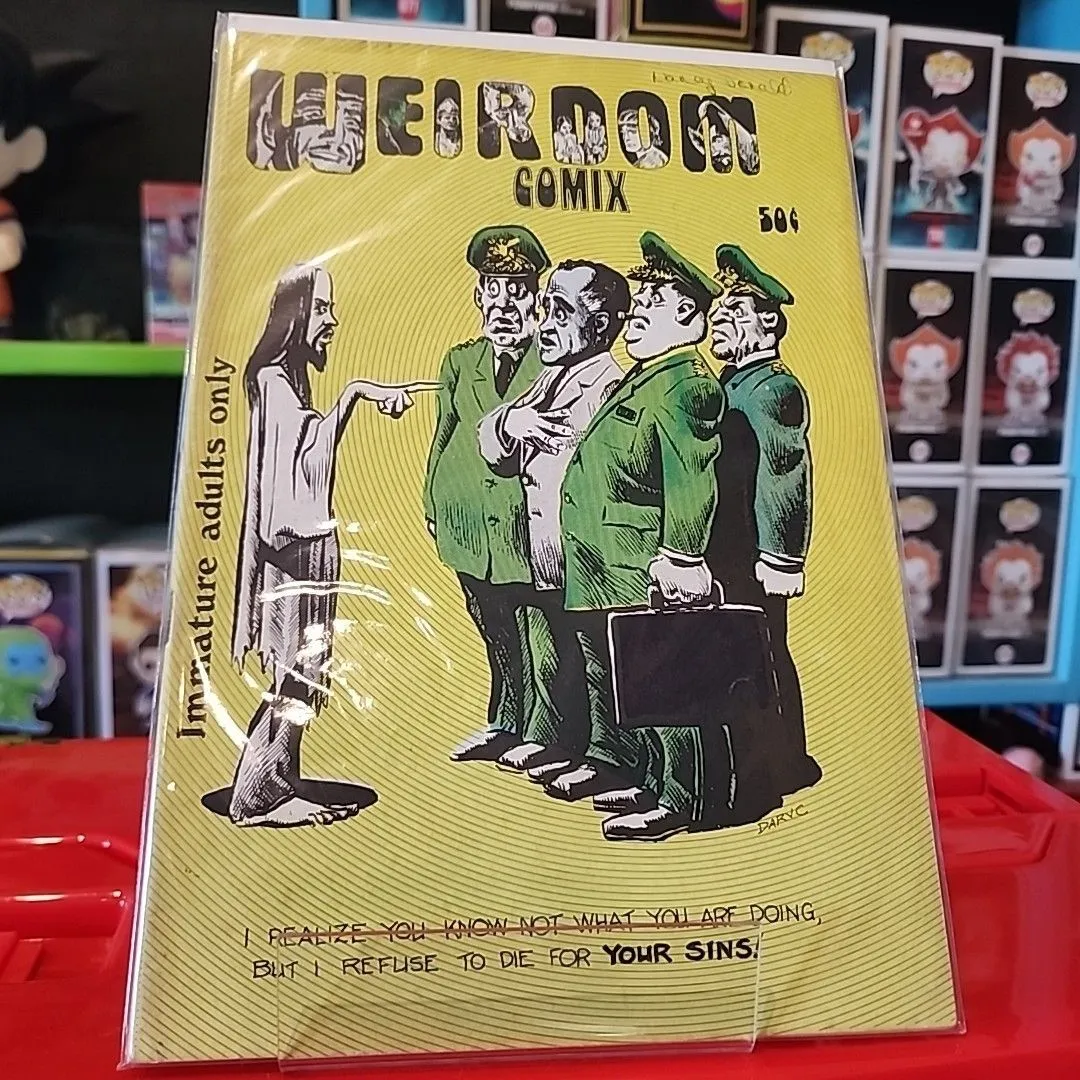 WEIRDOM
COMIX
50¢
Immature adults only
DARY.C.
I REALIZE YOU KNOW NOT WHAT YOU ARE DOING,
BUT I REFUSE TO DIE FOR YOUR SINS.